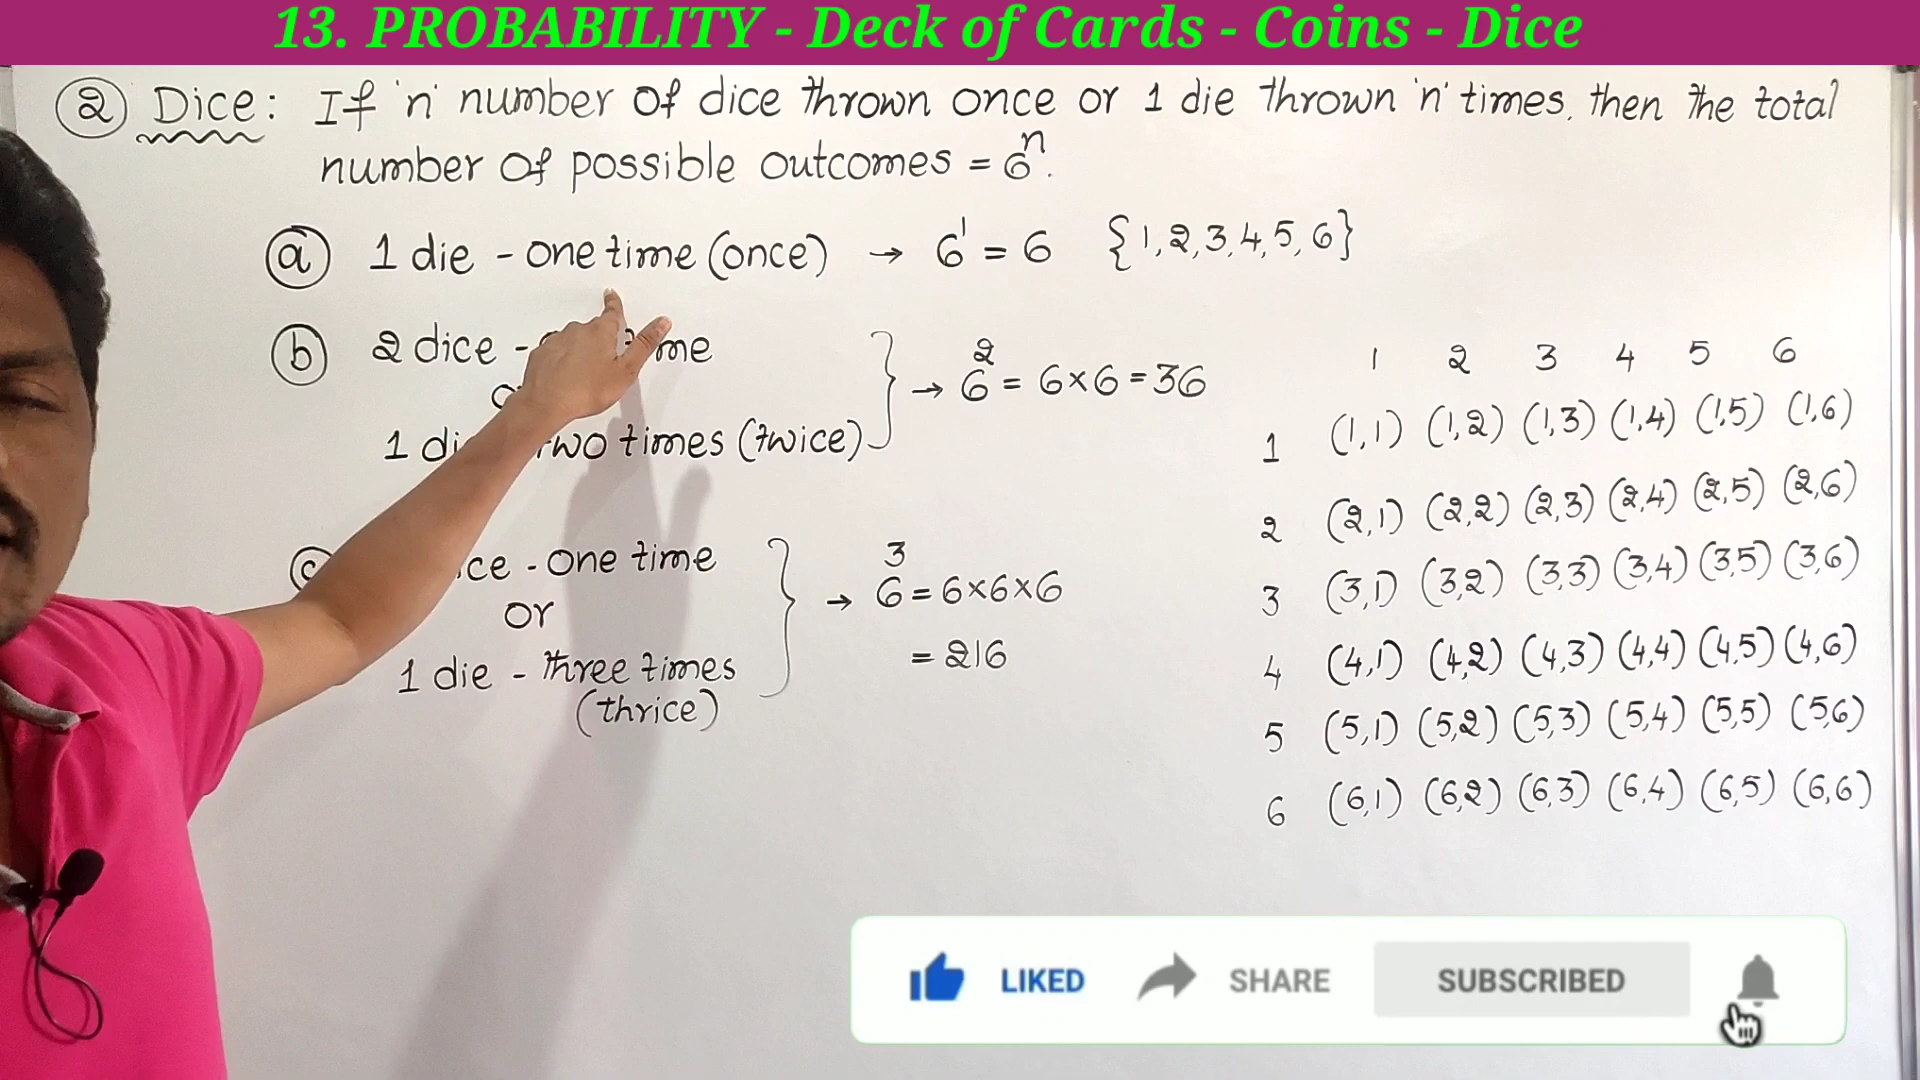 13. PROBABILITY - Deck of Cards - Coins - Dice
② Dice: If 'n' number of dice thrown once or 1 die thrown 'n' times, then the total
number of possible outcomes = 6ⁿ.
ⓐ 1 die - one time (once) → 6¹ = 6 {1,2,3,4,5,6}
ⓑ 2 dice - time
1 two times (twice)
→ 6² = 6×6 = 36
- one time
or
1 die - three times
(thrice)
→ 6³ = 6×6×6
= 216
1 2 3 4 5 6
1 (1,1) (1,2) (1,3) (1,4) (1,5) (1,6)
2 (2,1) (2,2) (2,3) (2,4) (2,5) (2,6)
3 (3,1) (3,2) (3,3) (3,4) (3,5) (3,6)
4 (4,1) (4,2) (4,3) (4,4) (4,5) (4,6)
5 (5,1) (5,2) (5,3) (5,4) (5,5) (5,6)
6 (6,1) (6,2) (6,3) (6,4) (6,5) (6,6)
LIKED SHARE SUBSCRIBED